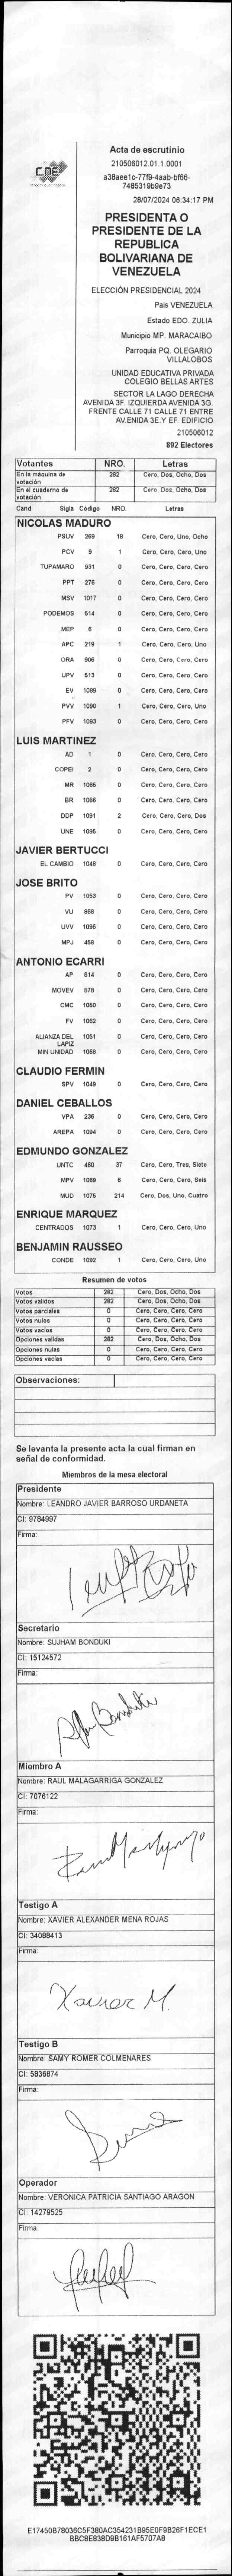 CNE
Acta de escrutinio
210506012.01.1.0001
a38aee1c-77f9-4aab-bf66-
7485319b9e73
28/07/2024 06:34:17 PM
PRESIDENTA O
PRESIDENTE DE LA
REPUBLICA
BOLIVARIANA DE
VENEZUELA
ELECCIÓN PRESIDENCIAL 2024
Pais VENEZUELA
Estado EDO. ZULIA
Municipio MP. MARACAIBO
Parroquia PQ. OLEGARIO
VILLALOBOS
UNIDAD EDUCATIVA PRIVADA
COLEGIO BELLAS ARTES
SECTOR LA LAGO DERECHA
AVENIDA 3F. IZQUIERDA AVENIDA 3G.
FRENTE CALLE 71 CALLE 71 ENTRE
AVENIDA 3E Y EF. EDIFICIO
210506012
892 Electores
Votantes NRO. Letras
En la máquina de votación 282 Cero, Dos, Ocho, Dos
En el cuaderno de votación 282 Cero, Dos, Ocho, Dos
Cand. Sigla Código NRO. Letras
NICOLAS MADURO
PSUV 269 18 Cero, Cero, Uno, Ocho
PCV 9 1 Cero, Cero, Cero, Uno
TUPAMARO 931 0 Cero, Cero, Cero, Cero
PPT 276 0 Cero, Cero, Cero, Cero
MSV 1017 0 Cero, Cero, Cero, Cero
PODEMOS 514 0 Cero, Cero, Cero, Cero
MEP 6 0 Cero, Cero, Cero, Cero
APC 219 1 Cero, Cero, Cero, Uno
ORA 906 0 Cero, Cero, Cero, Cero
UPV 513 0 Cero, Cero, Cero, Cero
EV 1089 0 Cero, Cero, Cero, Cero
PVV 1090 1 Cero, Cero, Cero, Uno
PFV 1093 0 Cero, Cero, Cero, Cero
LUIS MARTINEZ
AD 1 0 Cero, Cero, Cero, Cero
COPEI 2 0 Cero, Cero, Cero, Cero
MR 1065 0 Cero, Cero, Cero, Cero
BR 1066 0 Cero, Cero, Cero, Cero
DDP 1091 2 Cero, Cero, Cero, Dos
UNE 1096 0 Cero, Cero, Cero, Cero
JAVIER BERTUCCI
EL CAMBIO 1048 0 Cero, Cero, Cero, Cero
JOSE BRITO
PV 1053 0 Cero, Cero, Cero, Cero
VU 868 0 Cero, Cero, Cero, Cero
UVV 1095 0 Cero, Cero, Cero, Cero
MPJ 458 0 Cero, Cero, Cero, Cero
ANTONIO ECARRI
AP 814 0 Cero, Cero, Cero, Cero
MOVEV 878 0 Cero, Cero, Cero, Cero
CMC 1050 0 Cero, Cero, Cero, Cero
FV 1062 0 Cero, Cero, Cero, Cero
ALIANZA DEL LAPIZ 1051 0 Cero, Cero, Cero, Cero
MIN UNIDAD 1068 0 Cero, Cero, Cero, Cero
CLAUDIO FERMIN
SPV 1049 0 Cero, Cero, Cero, Cero
DANIEL CEBALLOS
VPA 236 0 Cero, Cero, Cero, Cero
AREPA 1094 0 Cero, Cero, Cero, Cero
EDMUNDO GONZALEZ
UNTC 460 37 Cero, Cero, Tres, Siete
MPV 1069 6 Cero, Cero, Cero, Seis
MUD 1075 214 Cero, Dos, Uno, Cuatro
ENRIQUE MARQUEZ
CENTRADOS 1073 1 Cero, Cero, Cero, Uno
BENJAMIN RAUSSEO
CONDE 1092 1 Cero, Cero, Cero, Uno
Resumen de votos
Votos 282 Cero, Dos, Ocho, Dos
Votos validos 282 Cero, Dos, Ocho, Dos
Votos parciales 0 Cero, Cero, Cero, Cero
Votos nulos 0 Cero, Cero, Cero, Cero
Votos vacios 0 Cero, Cero, Cero, Cero
Opciones validas 282 Cero, Dos, Ocho, Dos
Opciones nulas 0 Cero, Cero, Cero, Cero
Opciones vacias 0 Cero, Cero, Cero, Cero
Observaciones:
Se levanta la presente acta la cual firman en
señal de conformidad.
Miembros de la mesa electoral
Presidente
Nombre: LEANDRO JAVIER BARROSO URDANETA
CI: 9784997
Firma:
Secretario
Nombre: SUJHAM BONDUKI
CI: 15124572
Firma:
Miembro A
Nombre: RAUL MALAGARRIGA GONZALEZ
CI: 7076122
Firma:
Testigo A
Nombre: XAVIER ALEXANDER MENA ROJAS
CI: 34088413
Firma:
Xavier M.
Testigo B
Nombre: SAMY ROMER COLMENARES
CI: 5836874
Firma:
Operador
Nombre: VERONICA PATRICIA SANTIAGO ARAGON
CI: 14279525
Firma:
E17450B78036C5F380AC354231B95E0F9B26F1ECE1
BBC8E838D9B161AF5707A8